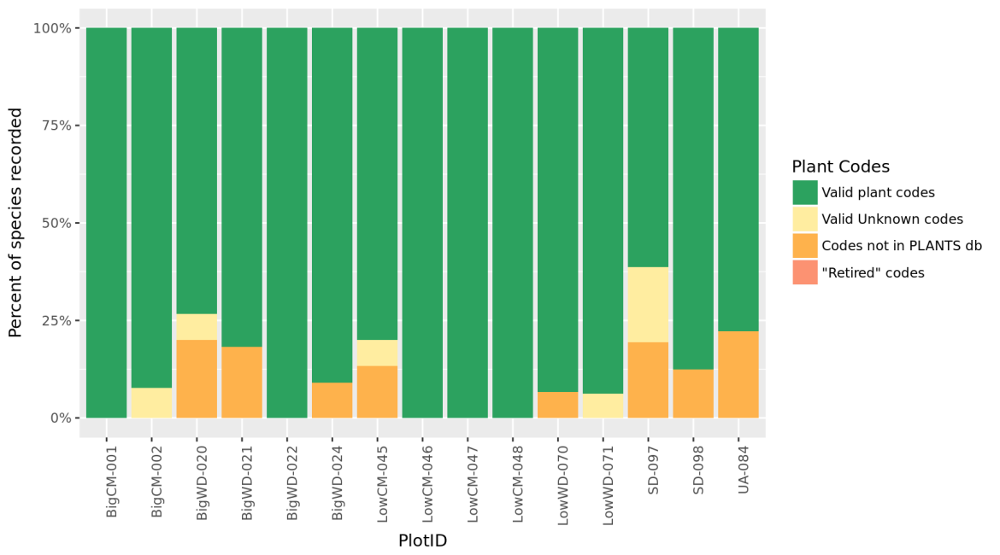 100%
75%
50%
25%
0%
Percent of species recorded
BigCM-001
BigCM-002
BigWD-020
BigWD-021
BigWD-022
BigWD-024
LowCM-045
LowCM-046
LowCM-047
LowCM-048
LowWD-070
LowWD-071
SD-097
SD-098
UA-084
PlotID
Plant Codes
Valid plant codes
Valid Unknown codes
Codes not in PLANTS db
"Retired" codes